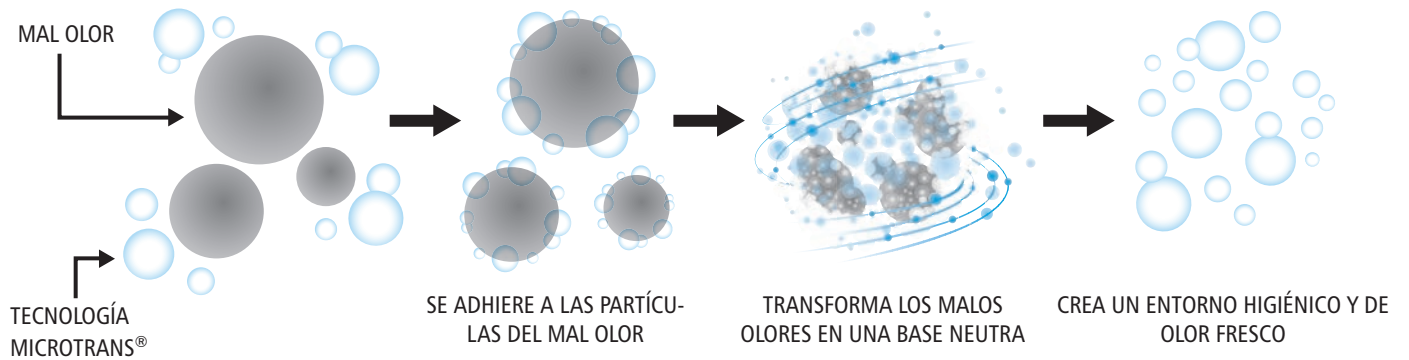 MAL OLOR
TECNOLOGÍA
MICROTRANS®
SE ADHIERE A LAS PARTÍCU-
LAS DEL MAL OLOR
TRANSFORMA LOS MALOS
OLORES EN UNA BASE NEUTRA
CREA UN ENTORNO HIGIÉNICO Y DE
OLOR FRESCO